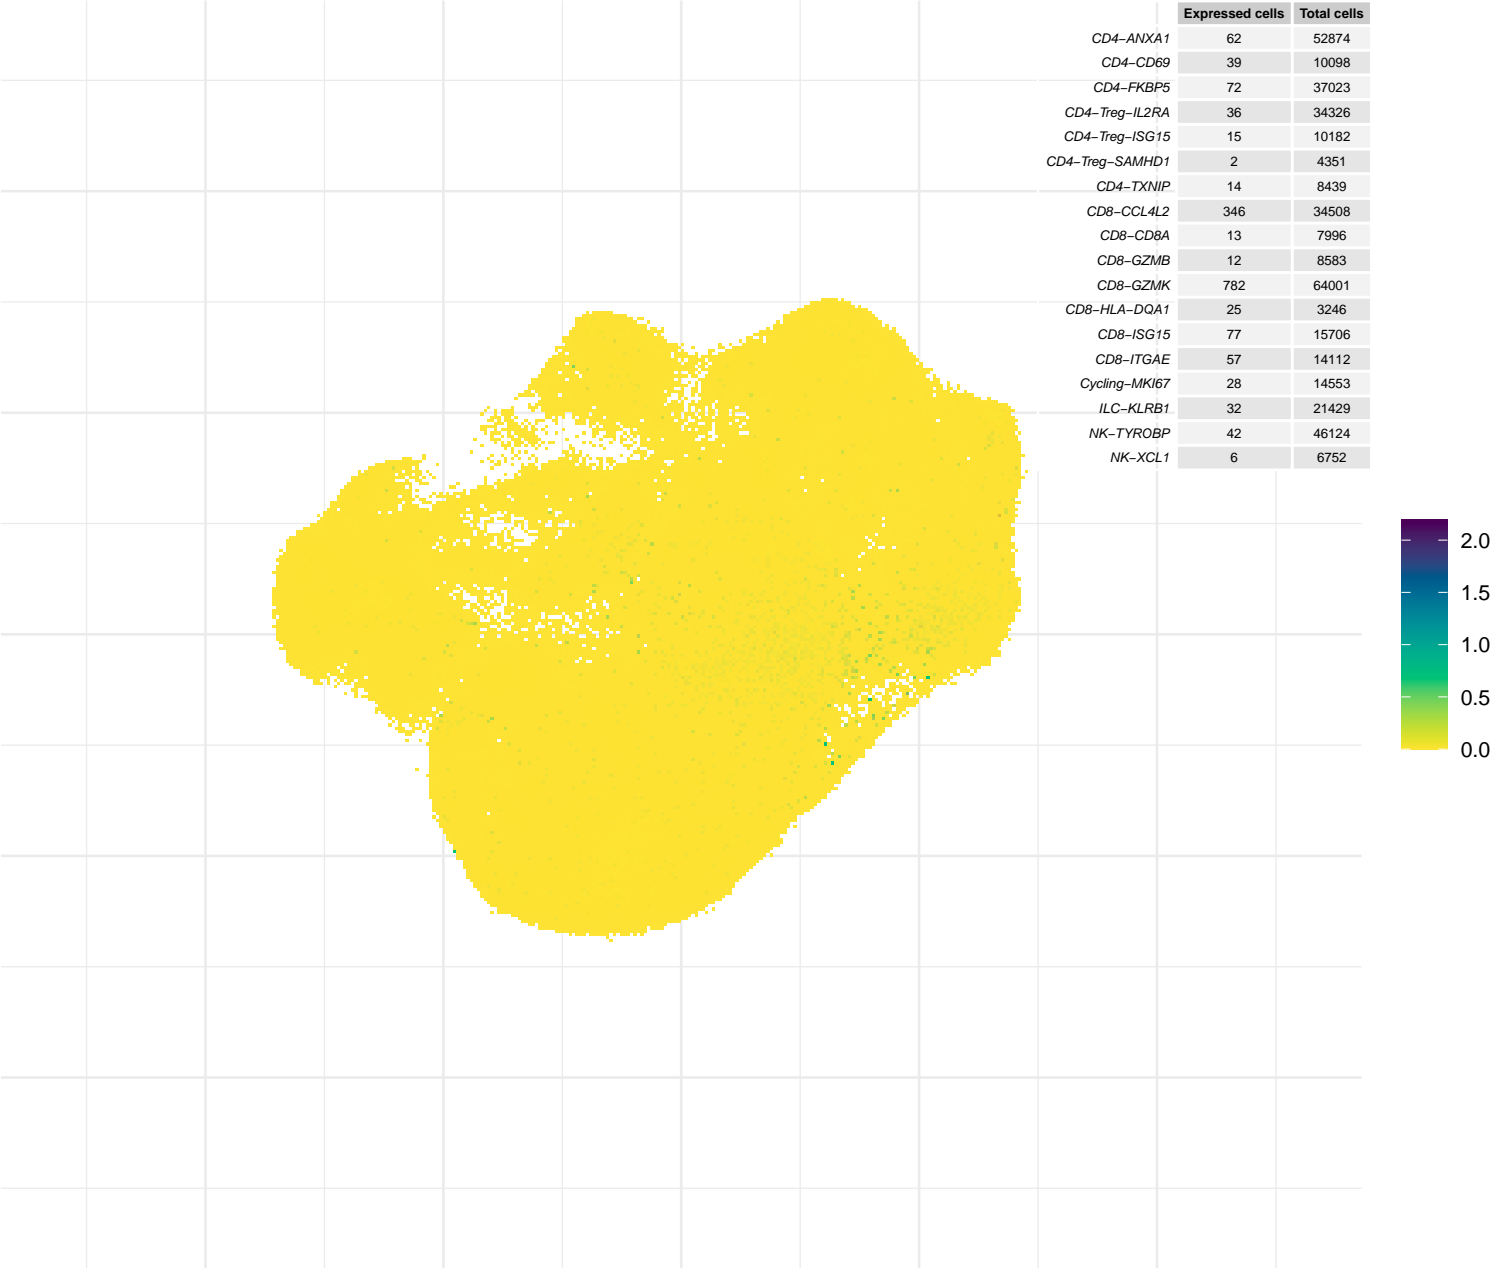 Expressed cells Total cells
CD4−ANXA1 62 52874
CD4−CD69 39 10098
CD4−FKBP5 72 37023
CD4−Treg−IL2RA 36 34326
CD4−Treg−ISG15 15 10182
CD4−Treg−SAMHD1 2 4351
CD4−TXNIP 14 8439
CD8−CCL4L2 346 34508
CD8−CD8A 13 7996
CD8−GZMB 12 8583
CD8−GZMK 782 64001
CD8−HLA−DQA1 25 3246
CD8−ISG15 77 15706
CD8−ITGAE 57 14112
Cycling−MKI67 28 14553
ILC−KLRB1 32 21429
NK−TYROBP 42 46124
NK−XCL1 6 6752
2.0
1.5
1.0
0.5
0.0